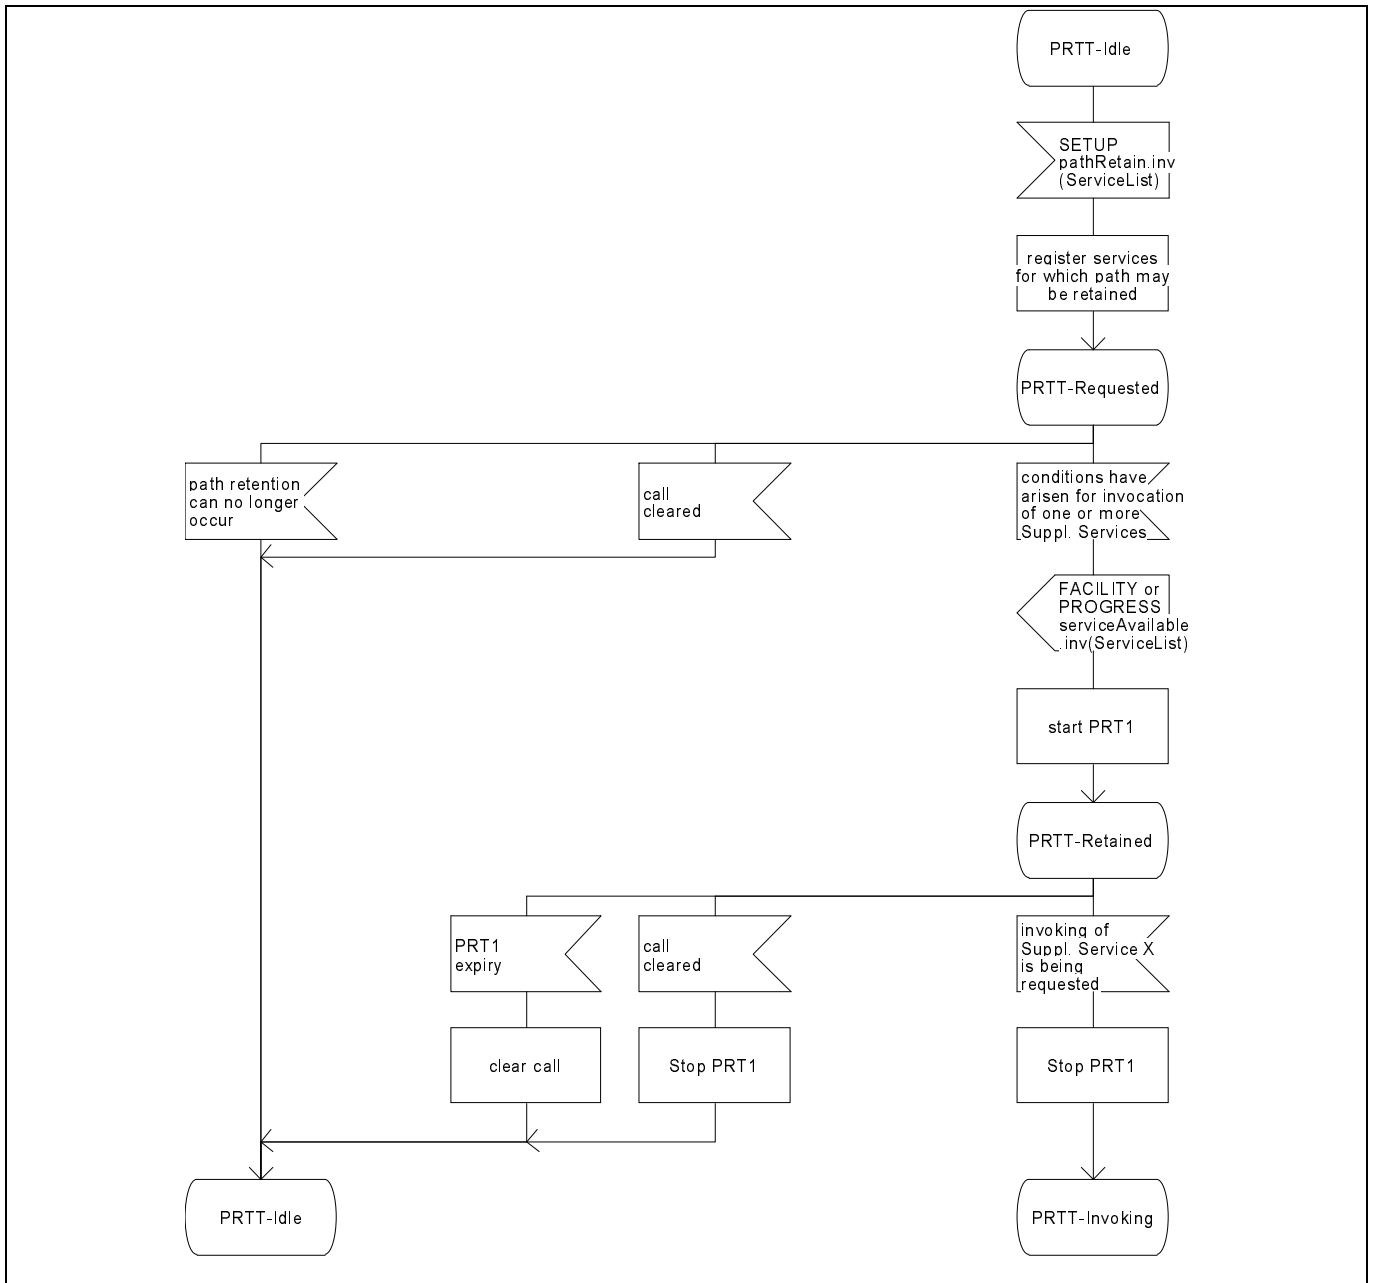 PRTT-Idle
SETUP
pathRetain.inv
(ServiceList)
register services
for which path may
be retained
PRTT-Requested
path retention
can no longer
occur
call
cleared
conditions have
arisen for invocation
of one or more
Suppl. Services
FACILITY or
PROGRESS
serviceAvailable
.inv(ServiceList)
start PRT1
PRTT-Retained
PRT1
expiry
call
cleared
invoking of
Suppl. Service X
is being
requested
clear call
Stop PRT1
Stop PRT1
PRTT-Idle
PRTT-Invoking